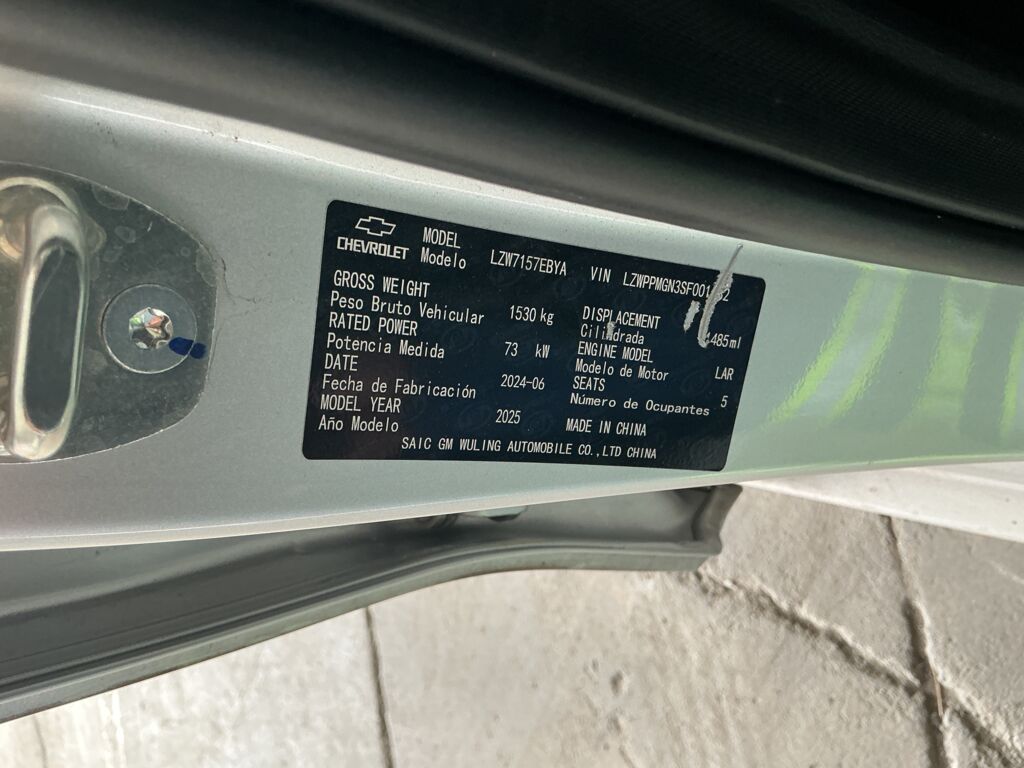 CHEVROLET
MODEL
Modelo LZW7157EBYA VIN
GROSS WEIGHT
Peso Bruto Vehicular 1530 kg
RATED POWER
Potencia Medida 73 kW
DATE
Fecha de Fabricación 2024-06
MODEL YEAR
Año Modelo 2025
DISPLACEMENT
Cilindrada
ENGINE MODEL
Modelo de Motor LAR
SEATS
Número de Ocupantes 5
MADE IN CHINA
SAIC GM WULING AUTOMOBILE CO.,LTD CHINA